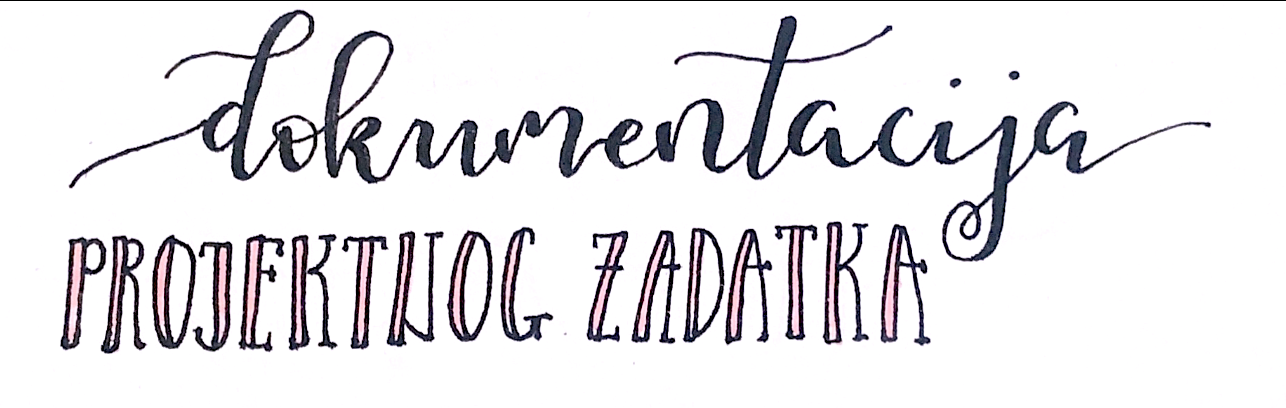 dokumentacija
PROJEKTNOG ZADATKA